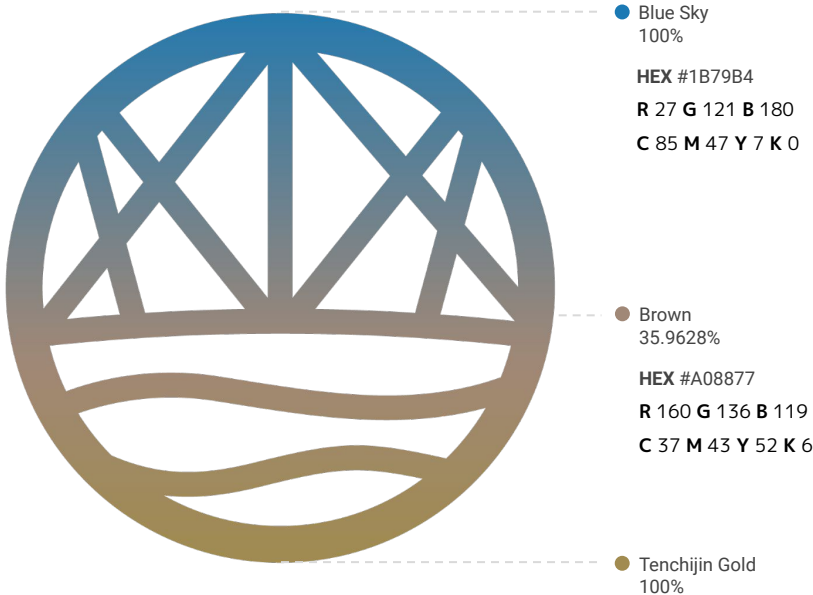 Blue Sky
100%
HEX #1B79B4
R 27 G 121 B 180
C 85 M 47 Y 7 K 0
Brown
35.9628%
HEX #A08877
R 160 G 136 B 119
C 37 M 43 Y 52 K 6
Tenchijin Gold
100%